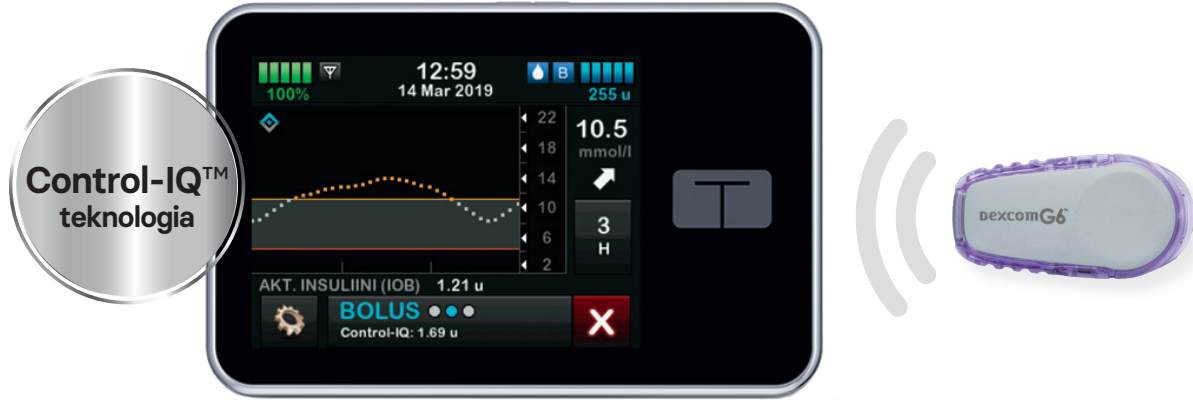 Control-IQ™
teknologia
100%
12:59
14 Mar 2019
B
255 u
22
18
14
10
6
2
10.5
mmol/l
3
H
AKT. INSULIINI (IOB) 1.21 u
BOLUS
Control-IQ: 1.69 u
X
Dexcom G6™